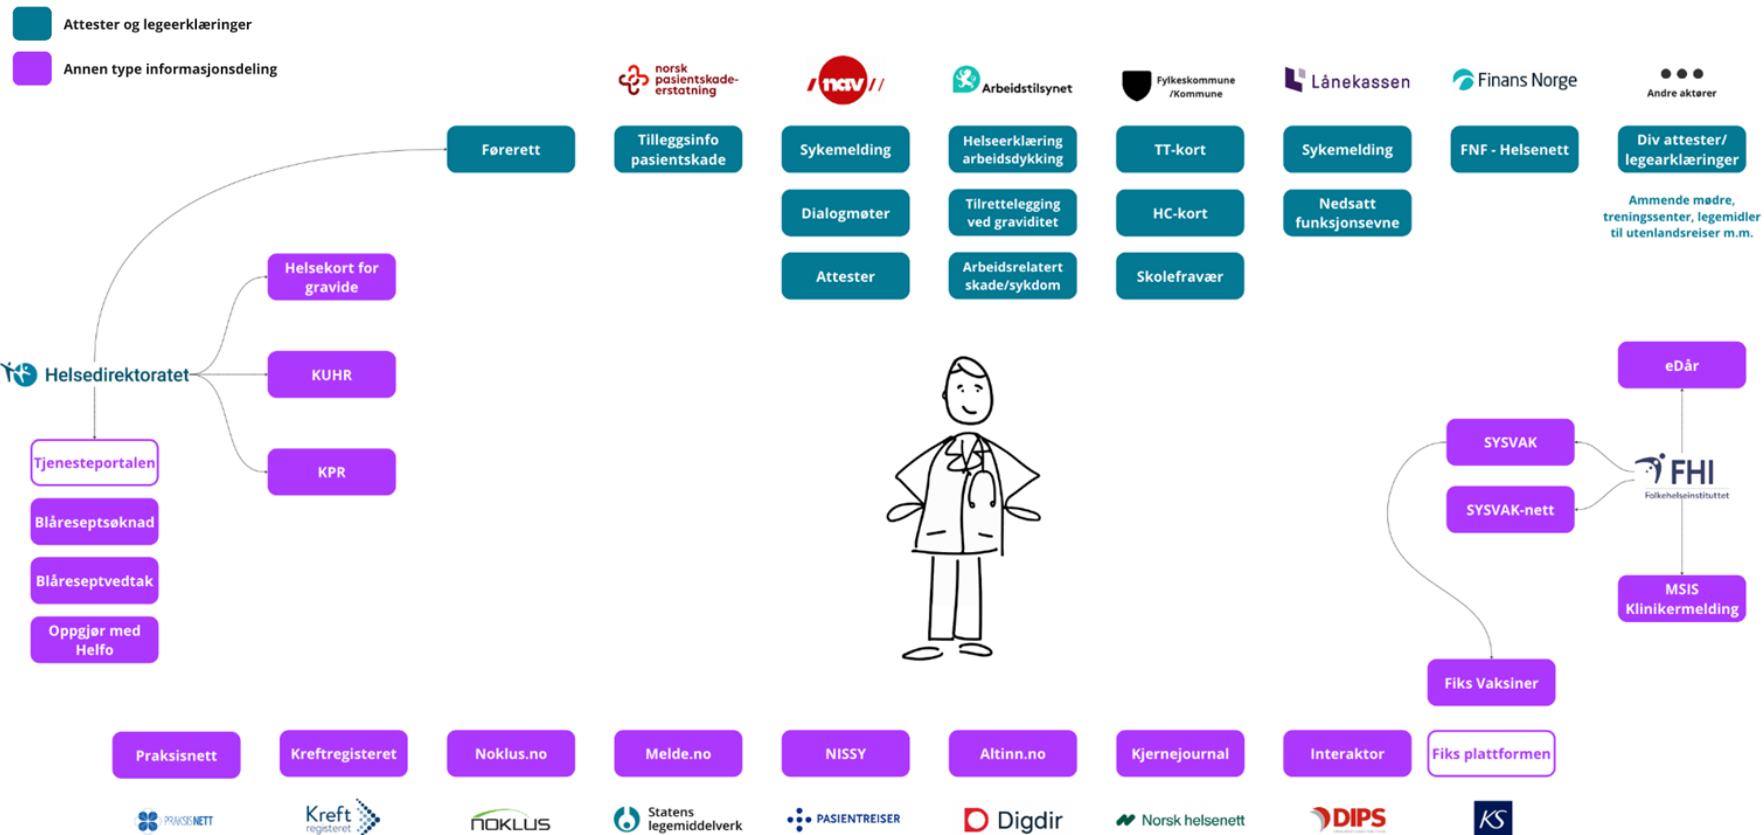 Attester og legeerklæringer
Annen type informasjonsdeling
norsk
pasientskade-
erstatning
nav
Arbeidstilsynet
Fylkeskommune
/Kommune
Lånekassen
Finans Norge
Andre aktører
Førerett
Tilleggsinfo
pasientskade
Sykemelding
Helseerklæring
arbeidsdykking
TT-kort
Sykemelding
FNF - Helsenett
Div attester/
legearklæringer
Dialogmøter
Tilrettelegging
ved graviditet
HC-kort
Nedsatt
funksjonsevne
Ammende mødre,
treningssenter, legemidler
til utenlandsreiser m.m.
Attester
Arbeidsrelatert
skade/sykdom
Skolefravær
Helsekort for
gravide
Helsedirektoratet
KUHR
KPR
Tjenesteportalen
Blåreseptsøknad
Blåreseptvedtak
Oppgjør med
Helfo
eDår
SYSVAK
FHI
Folkehelseinstituttet
SYSVAK-nett
MSIS
Klinikermelding
Fiks Vaksiner
Praksisnett
Kreftregisteret
Noklus.no
Melde.no
NISSY
Altinn.no
Kjernejournal
Interaktor
Fiks plattformen
PRAKSISNETT
Kreft
registeret
NOKLUS
Statens
legemiddelverk
PASIENTREISER
Digdir
Norsk helsenett
DIPS
KS